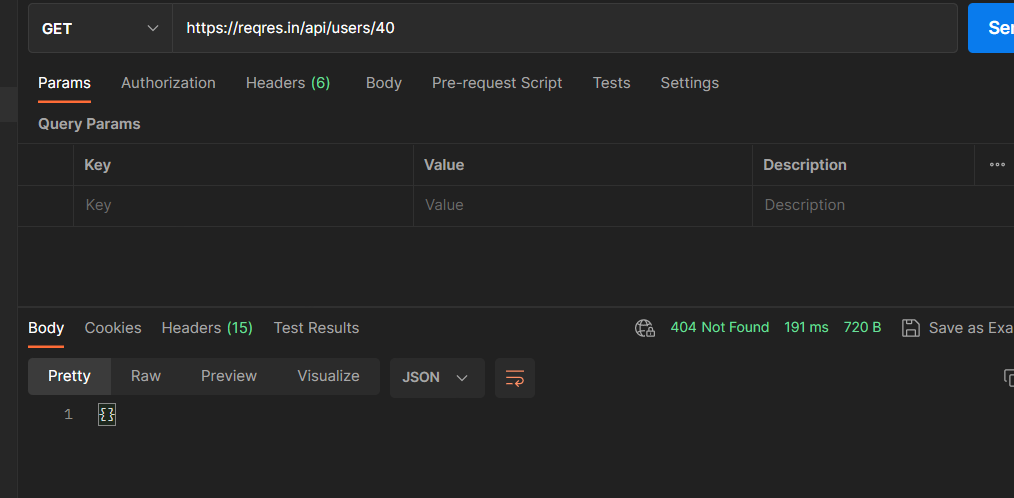 GET https://reqres.in/api/users/40 Ser
Params Authorization Headers (6) Body Pre-request Script Tests Settings
Query Params
Key Value Description
Key Value Description
Body Cookies Headers (15) Test Results 404 Not Found 191 ms 720 B Save as Exa
Pretty Raw Preview Visualize JSON
1 {}